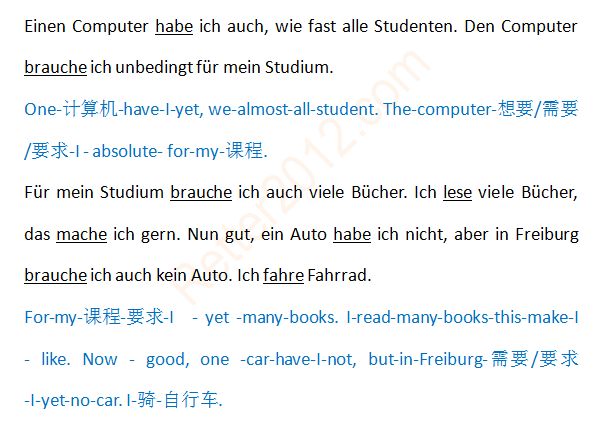 Einen Computer habe ich auch, wie fast alle Studenten. Den Computer
brauche ich unbedingt für mein Studium.
One-计算机-have-I-yet, we-almost-all-student. The-computer-想要/需要
/要求-I - absolute- for-my-课程.
Für mein Studium brauche ich auch viele Bücher. Ich lese viele Bücher,
das mache ich gern. Nun gut, ein Auto habe ich nicht, aber in Freiburg
brauche ich auch kein Auto. Ich fahre Fahrrad.
For-my-课程-要求-I - yet -many-books. I-read-many-books-this-make-I
- like. Now - good, one -car-have-I-not, but-in-Freiburg-需要/要求
-I-yet-no-car. I-骑-自行车.
Retter2012.com